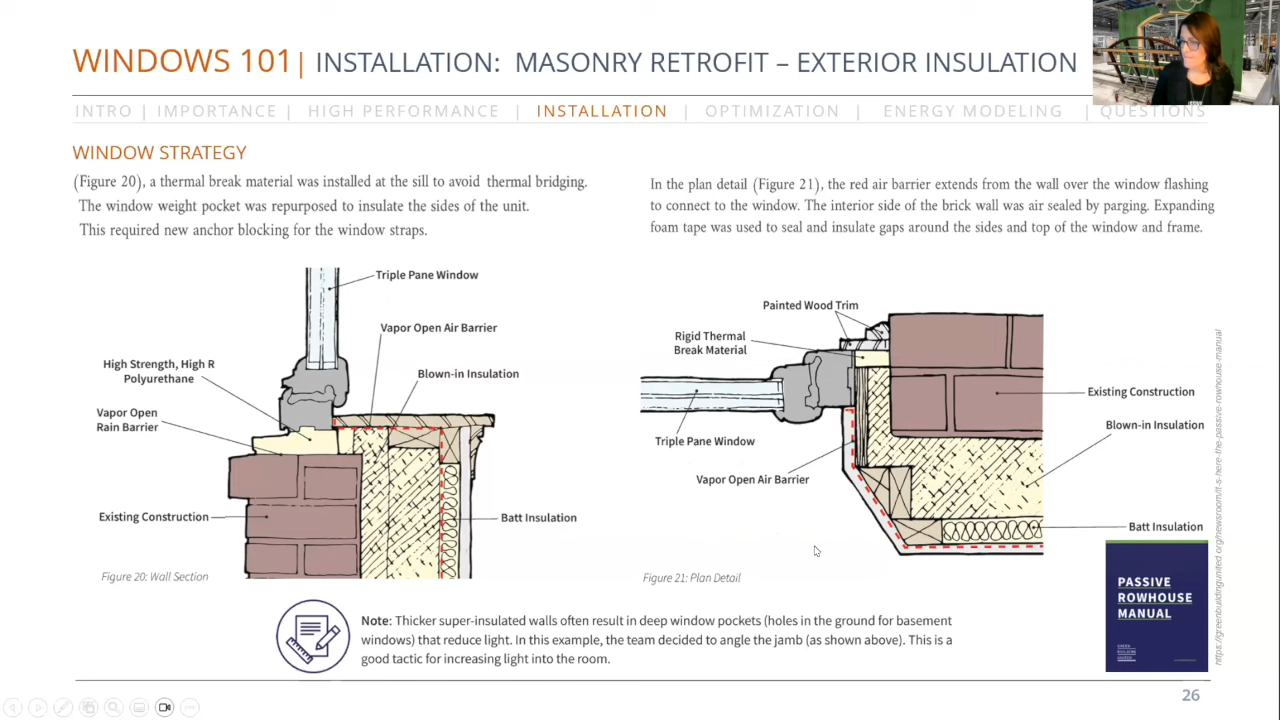 WINDOWS 101| INSTALLATION: MASONRY RETROFIT – EXTERIOR INSULATION
INTRO | IMPORTANCE | HIGH PERFORMANCE | INSTALLATION | OPTIMIZATION | ENERGY MODELING | QUESTIONS
WINDOW STRATEGY
(Figure 20), a thermal break material was installed at the sill to avoid thermal bridging.
The window weight pocket was repurposed to insulate the sides of the unit.
This required new anchor blocking for the window straps.
In the plan detail (Figure 21), the red air barrier extends from the wall over the window flashing
to connect to the window. The interior side of the brick wall was air sealed by parging. Expanding
foam tape was used to seal and insulate gaps around the sides and top of the window and frame.
Triple Pane Window
Vapor Open Air Barrier
High Strength, High R
Polyurethane
Blown-in Insulation
Vapor Open
Rain Barrier
Existing Construction
Batt Insulation
Figure 20: Wall Section
Painted Wood Trim
Rigid Thermal
Break Material
Existing Construction
Blown-in Insulation
Triple Pane Window
Vapor Open Air Barrier
Batt Insulation
Figure 21: Plan Detail
PASSIVE
ROWHOUSE
MANUAL
https://greenbuildingunited.org/newsroom/it-s-here-the-passive-rowhouse-manual
Note: Thicker super-insulated walls often result in deep window pockets (holes in the ground for basement
windows) that reduce light. In this example, the team decided to angle the jamb (as shown above). This is a
good tactic for increasing light into the room.
26